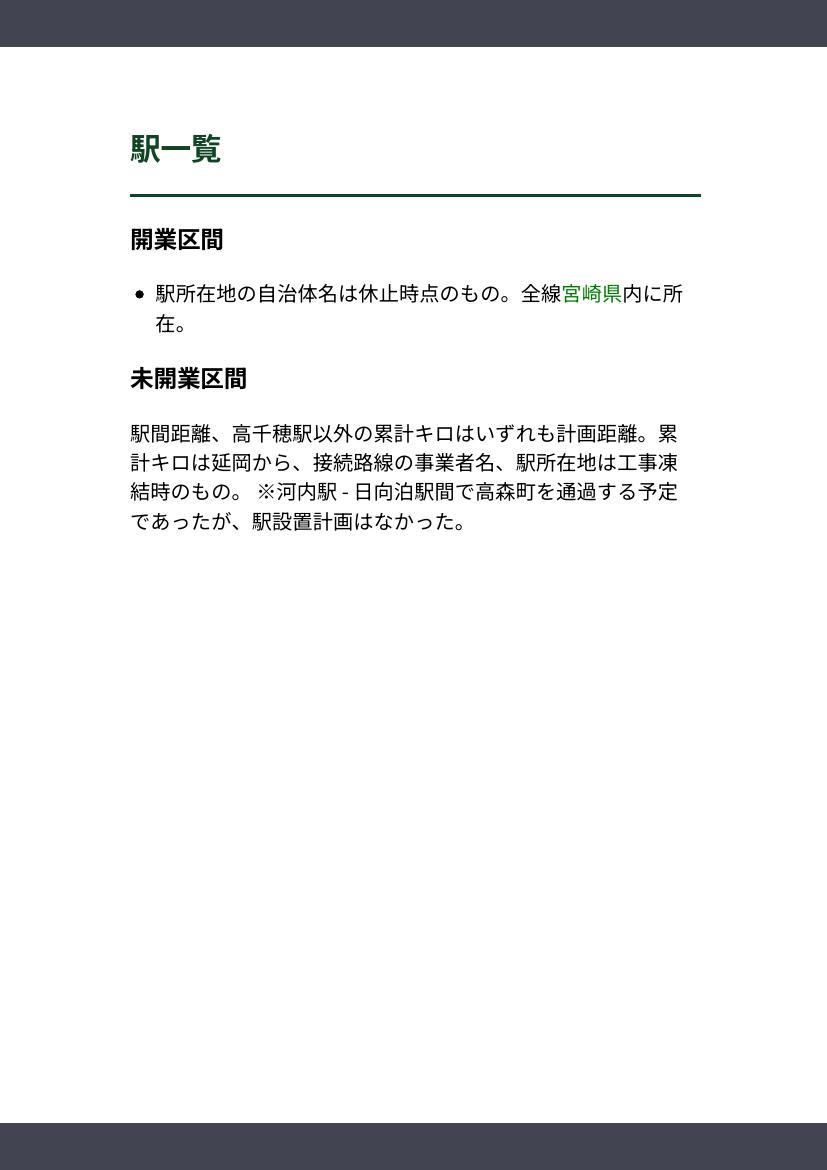 駅一覧
開業区間
駅所在地の自治体名は休止時点のもの。全線宮崎県内に所
在。
未開業区間
駅間距離、高千穂駅以外の累計キロはいずれも計画距離。累
計キロは延岡から、接続路線の事業者名、駅所在地は工事凍
結時のもの。 ※河内駅 - 日向泊駅間で高森町を通過する予定
であったが、駅設置計画はなかった。